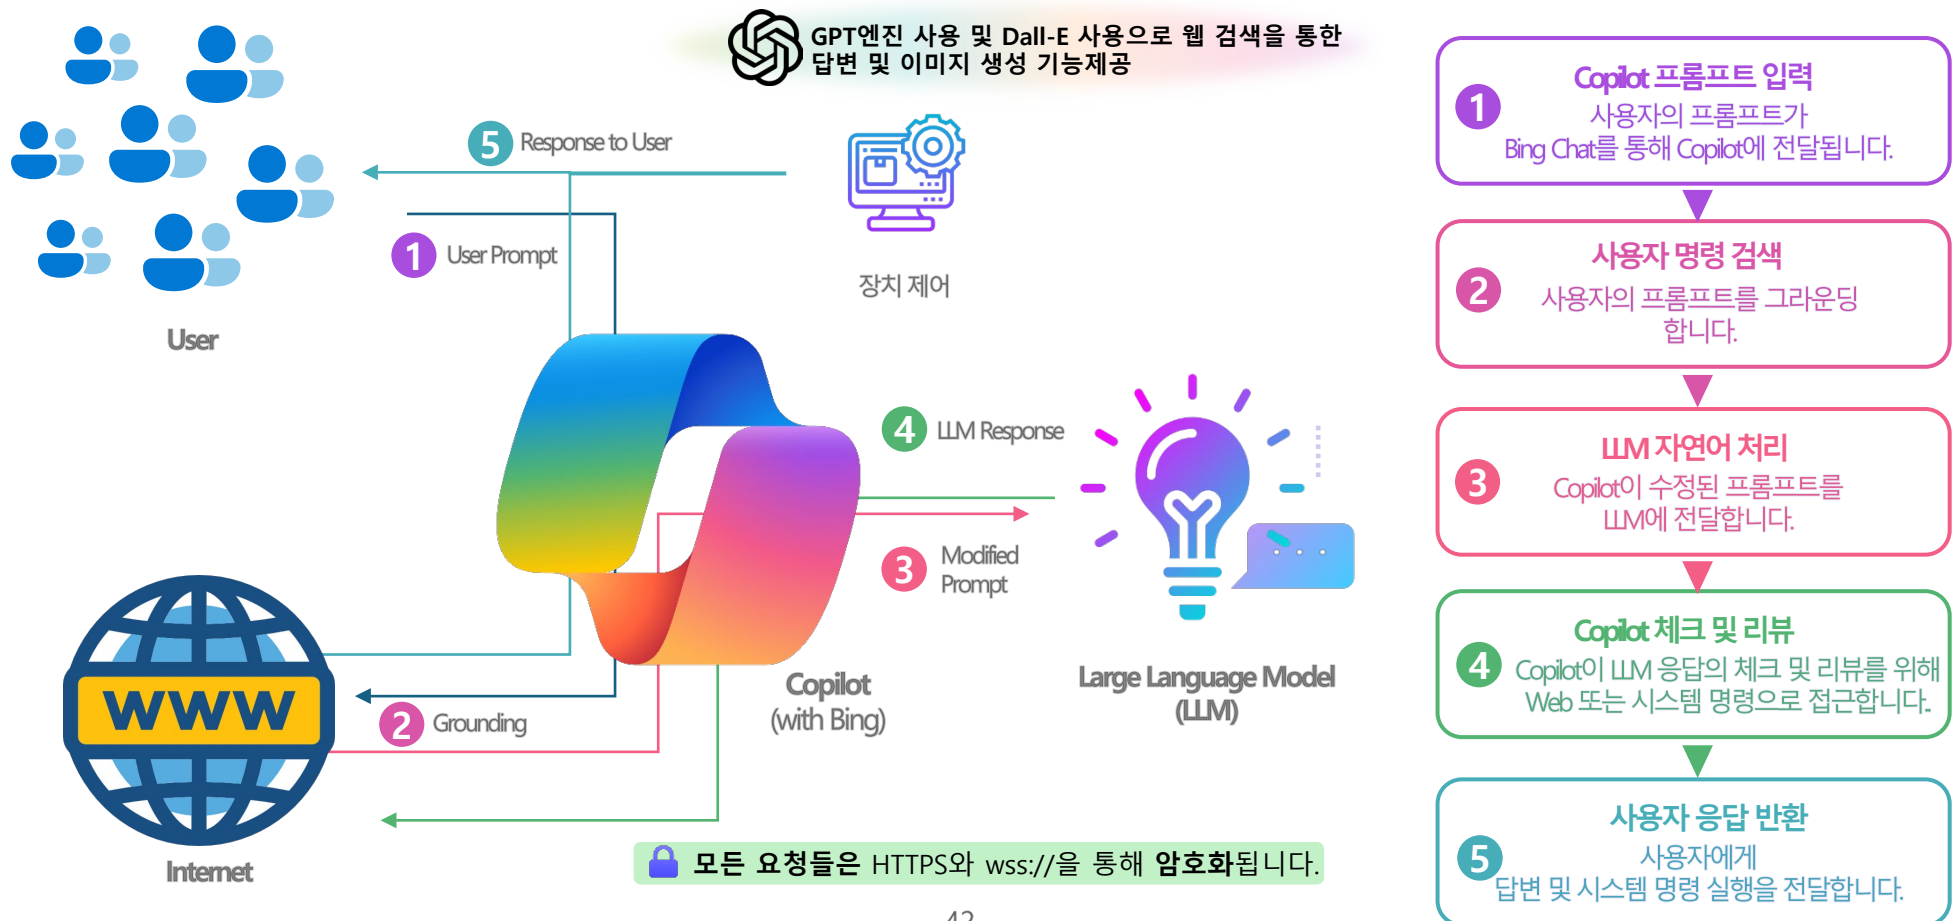 GPT엔진 사용 및 Dall-E 사용으로 웹 검색을 통한
답변 및 이미지 생성 기능제공
5 Response to User
1 User Prompt
장치 제어
User
4 LLM Response
3 Modified
Prompt
WWW
2 Grounding
Copilot
(with Bing)
Large Language Model
(LLM)
Internet
모든 요청들은 HTTPS와 wss://을 통해 암호화됩니다.
42
1
Copilot 프롬프트 입력
사용자의 프롬프트가
Bing Chat를 통해 Copilot에 전달됩니다.
2
사용자 명령 검색
사용자의 프롬프트를 그라운딩
합니다.
3
LLM 자연어 처리
Copilot이 수정된 프롬프트를
LLM에 전달합니다.
4
Copilot 체크 및 리뷰
Copilot이 LLM 응답의 체크 및 리뷰를 위해
Web 또는 시스템 명령으로 접근합니다..
5
사용자 응답 반환
사용자에게
답변 및 시스템 명령 실행을 전달합니다.